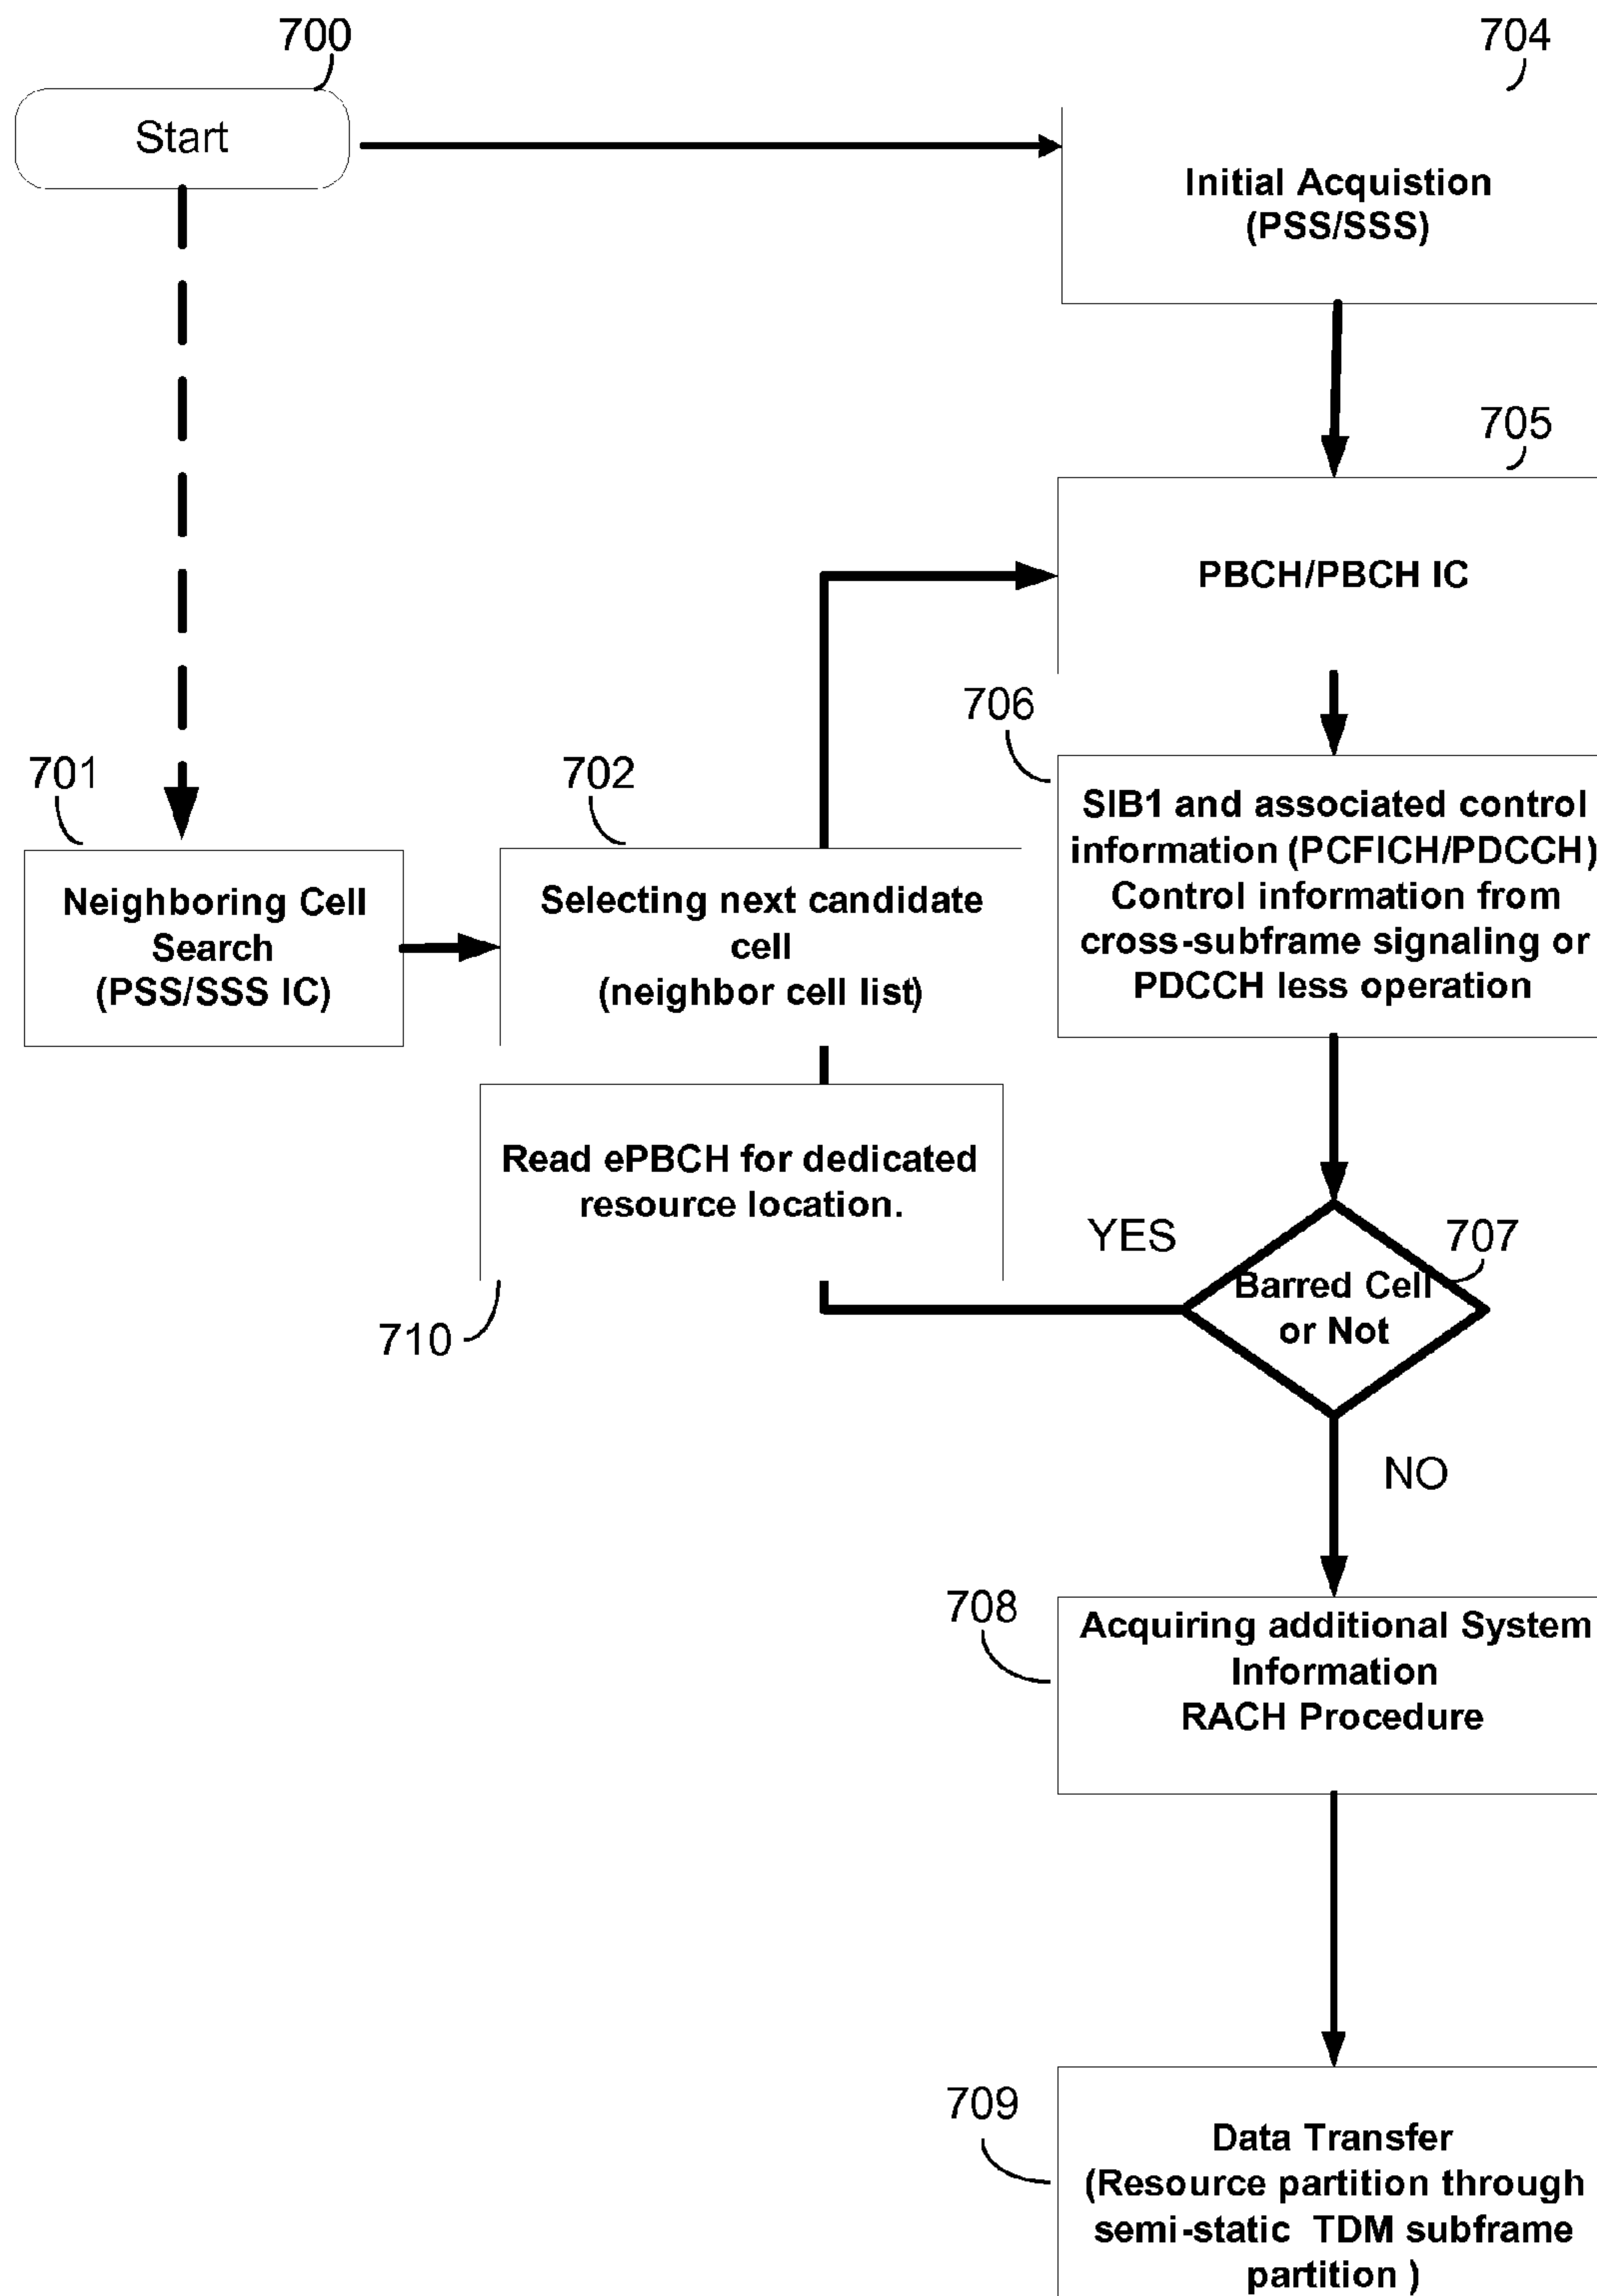 700
704
Start
Initial Acquistion
(PSS/SSS)
705
PBCH/PBCH IC
706
701
702
SIB1 and associated control
information (PCFICH/PDCCH)
Control information from
cross-subframe signaling or
PDCCH less operation
Neighboring Cell
Search
(PSS/SSS IC)
Selecting next candidate
cell
(neighbor cell list)
Read ePBCH for dedicated
resource location.
710
YES
707
Barred Cell
or Not
NO
708
Acquiring additional System
Information
RACH Procedure
709
Data Transfer
(Resource partition through
semi-static TDM subframe
partition )